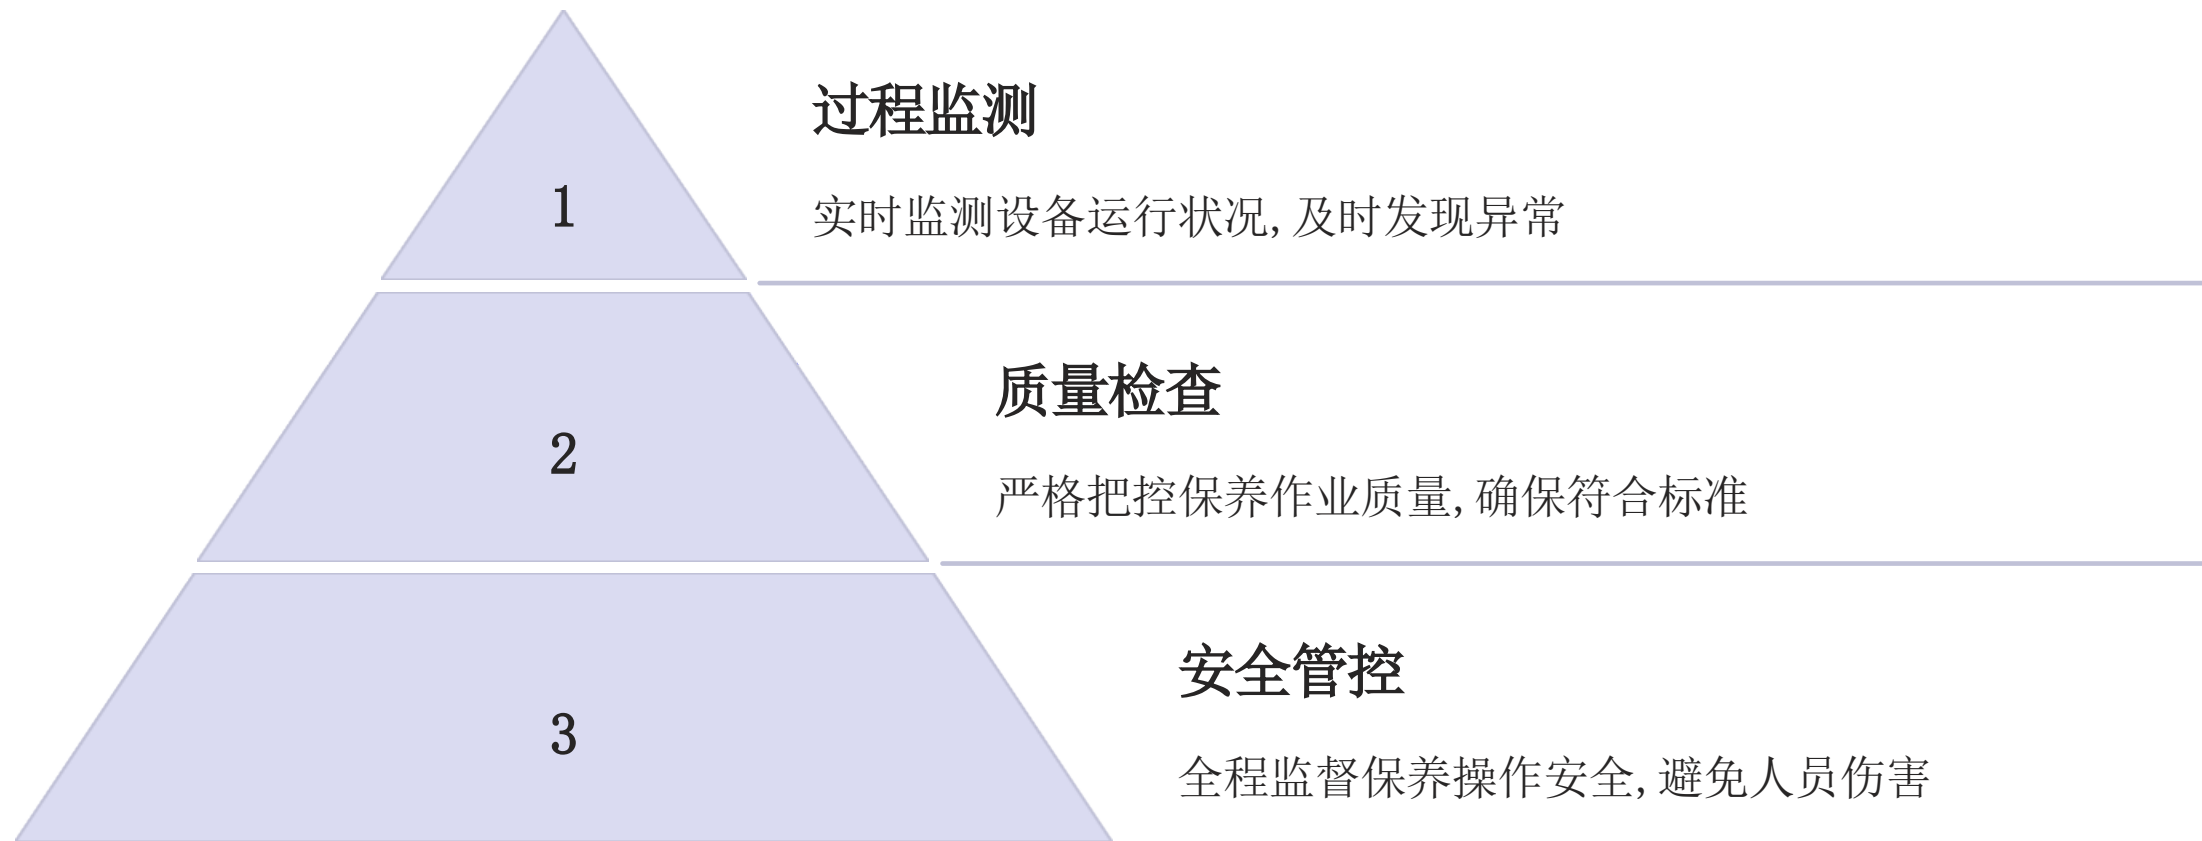 过程监测
1
实时监测设备运行状况,及时发现异常
质量检查
2
严格把控保养作业质量,确保符合标准
安全管控
3
全程监督保养操作安全,避免人员伤害